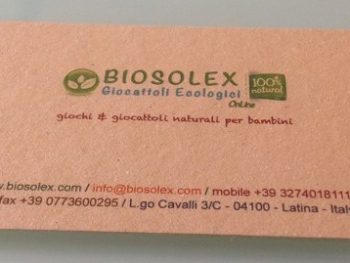 BIOSOLEX
Giocattoli Ecologici
Online
100% natural
giochi & giocattoli naturali per bambini
.biosolex.com / info@biosolex.com / mobile +39 3274018111
fax +39 0773600295 / L.go Cavalli 3/C - 04100 - Latina - Ital